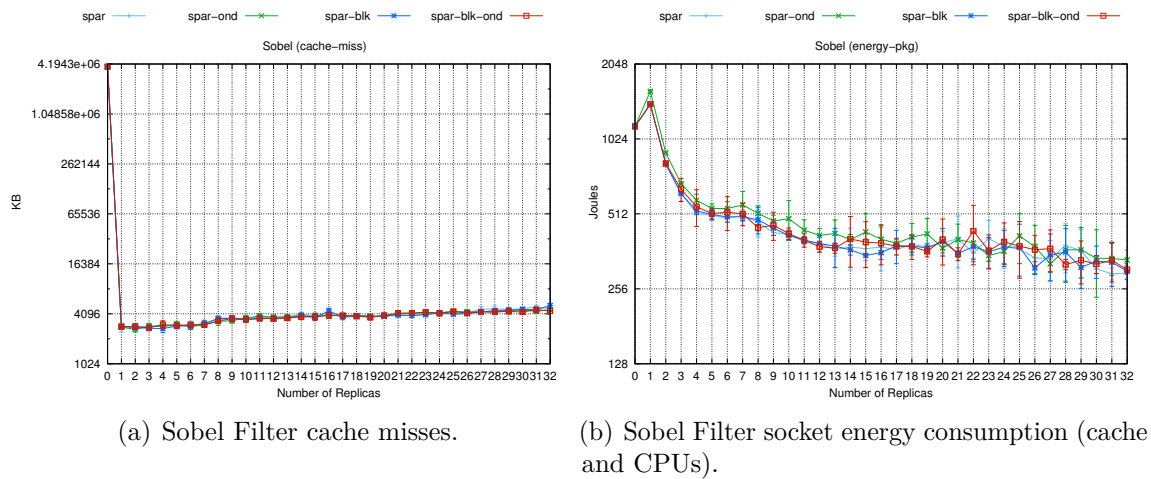 spar spar-ond spar-blk spar-blk-ond
Sobel (cache-miss)
4.1943e+06
1.04858e+06
262144
65536
16384
4096
1024
KB
0 1 2 3 4 5 6 7 8 9 10 11 12 13 14 15 16 17 18 19 20 21 22 23 24 25 26 27 28 29 30 31 32
Number of Replicas
(a) Sobel Filter cache misses.
spar spar-ond spar-blk spar-blk-ond
Sobel (energy-pkg)
2048
1024
512
256
128
Joules
0 1 2 3 4 5 6 7 8 9 10 11 12 13 14 15 16 17 18 19 20 21 22 23 24 25 26 27 28 29 30 31 32
Number of Replicas
(b) Sobel Filter socket energy consumption (cache
and CPUs).